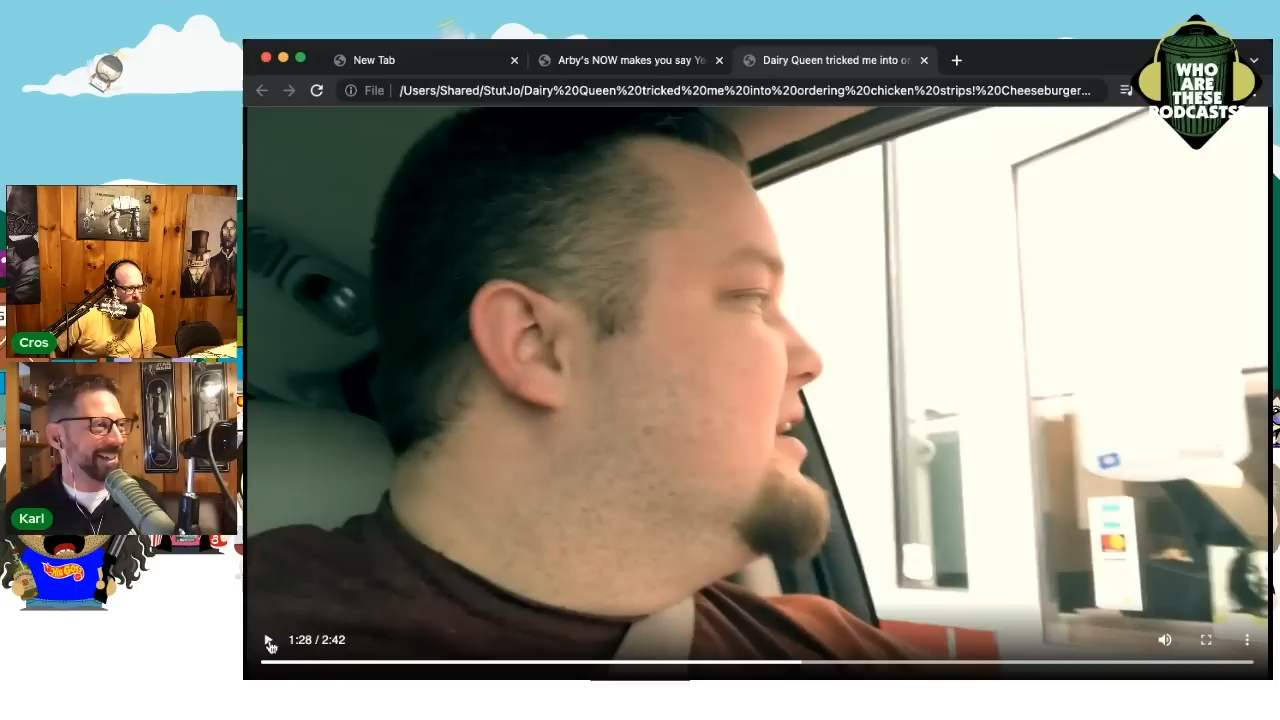 New Tab
Arby's NOW makes you say Ye
Dairy Queen tricked me into or
File
/Users/Shared/StutJo/Dairy%20Queen%20tricked%20me%20into%20ordering%20chicken%20strips!%20Cheeseburger...
WHO
ARE
THESE
PODCASTS?
Cros
Karl
1:28 / 2:42